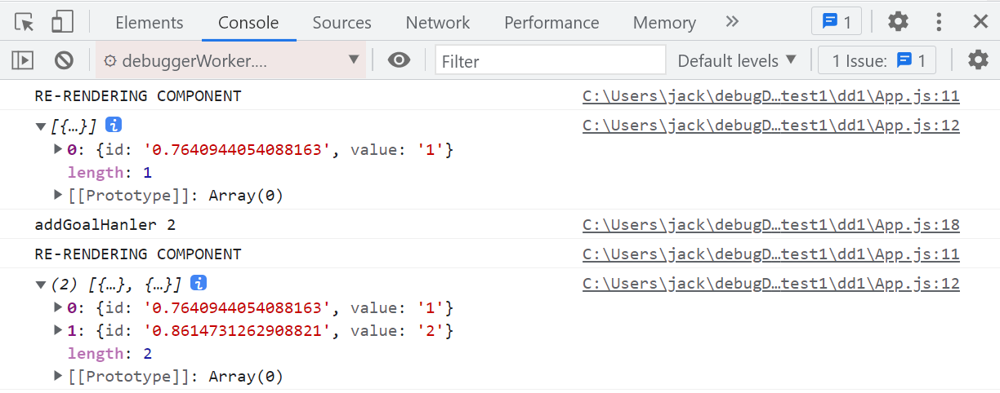 Elements Console Sources Network Performance Memory 1
debuggerWorker.... Filter Default levels 1 Issue: 1
RE-RENDERING COMPONENT C:\Users\jack\debugD…test1\dd1\App.js:11
[{…}] i C:\Users\jack\debugD…test1\dd1\App.js:12
0: {id: '0.7640944054088163', value: '1'}
length: 1
[[Prototype]]: Array(0)
addGoalHanler 2 C:\Users\jack\debugD…test1\dd1\App.js:18
RE-RENDERING COMPONENT C:\Users\jack\debugD…test1\dd1\App.js:11
(2) [{…}, {…}] i C:\Users\jack\debugD…test1\dd1\App.js:12
0: {id: '0.7640944054088163', value: '1'}
1: {id: '0.8614731262908821', value: '2'}
length: 2
[[Prototype]]: Array(0)